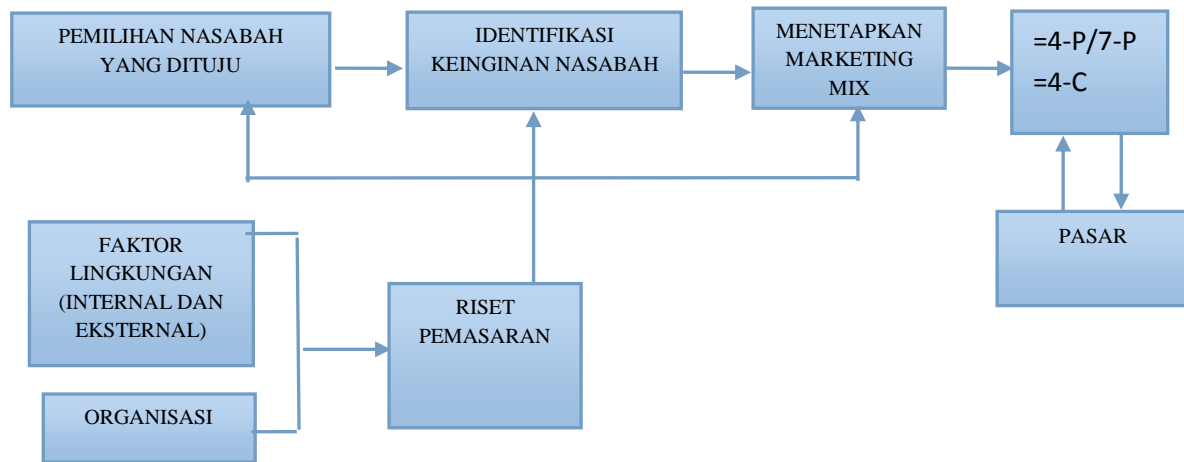 PEMILIHAN NASABAH
YANG DITUJU
IDENTIFIKASI
KEINGINAN NASABAH
MENETAPKAN
MARKETING
MIX
=4-P/7-P
=4-C
FAKTOR
LINGKUNGAN
(INTERNAL DAN
EKSTERNAL)
RISET
PEMASARAN
PASAR
ORGANISASI